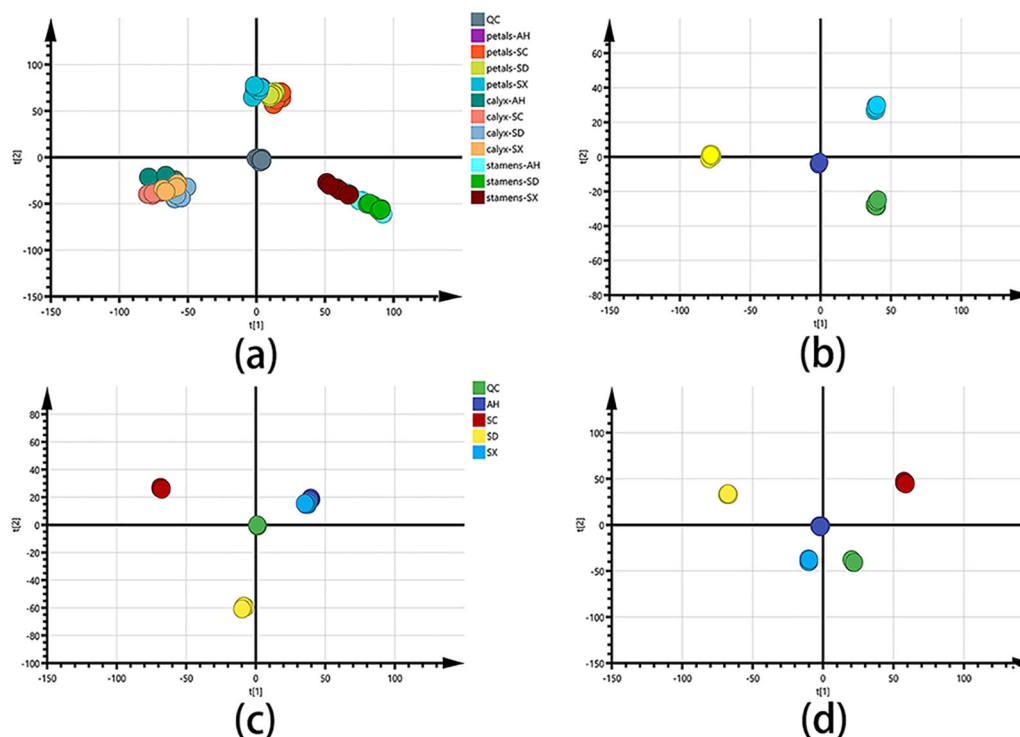 QC
petals-AH
petals-SC
petals-SD
petals-SX
calyx-AH
calyx-SC
calyx-SD
calyx-SX
stamens-AH
stamens-SD
stamens-SX
t[2]
100
50
0
-50
-100
-150
-150 -100 -50 0 50 100
t[1]
(a)
t[2]
60
40
20
0
-20
-40
-60
-80
-150 -100 -50 0 50 100
t[1]
(b)
QC
AH
SC
SD
SX
t[2]
80
60
40
20
0
-20
-40
-60
-80
-100
-150 -100 -50 0 50 100
t[1]
(c)
t[2]
100
50
0
-50
-100
-150
-150 -100 -50 0 50 100
t[1]
(d)